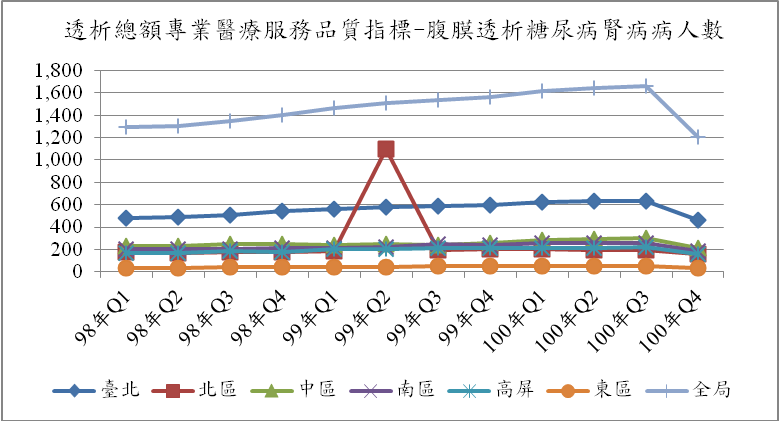 透析總額專業醫療服務品質指標-腹膜透析糖尿病腎病病人數
1,800
1,600
1,400
1,200
1,000
800
600
400
200
0
98年Q1
98年Q2
98年Q3
98年Q4
99年Q1
99年Q2
99年Q3
99年Q4
100年Q1
100年Q2
100年Q3
100年Q4
臺北 北區 中區 南區 高屏 東區 全局